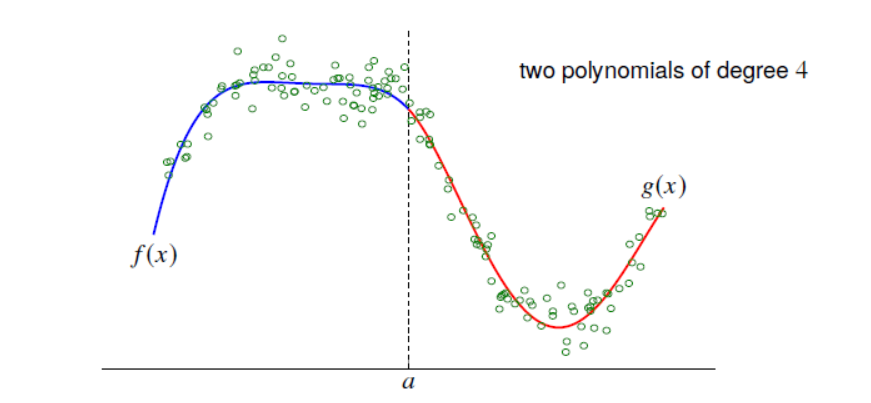 two polynomials of degree 4
g(x)
f(x)
a